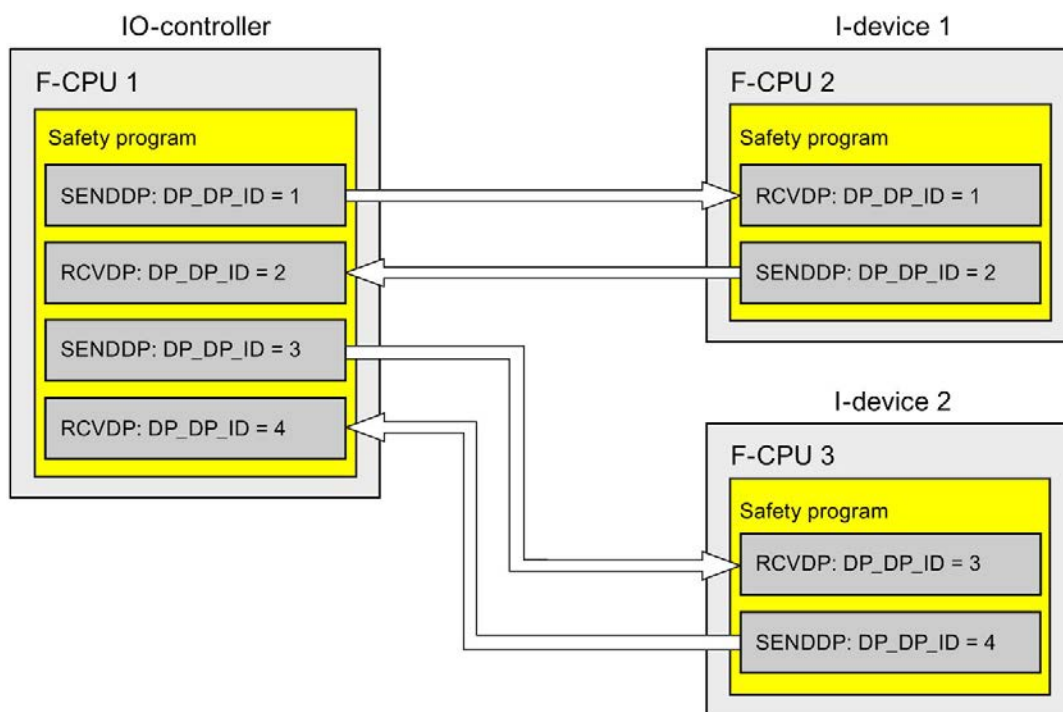 IO-controller
F-CPU 1
Safety program
SENDDP: DP_DP_ID = 1
RCVDP: DP_DP_ID = 2
SENDDP: DP_DP_ID = 3
RCVDP: DP_DP_ID = 4
I-device 1
F-CPU 2
Safety program
RCVDP: DP_DP_ID = 1
SENDDP: DP_DP_ID = 2
I-device 2
F-CPU 3
Safety program
RCVDP: DP_DP_ID = 3
SENDDP: DP_DP_ID = 4